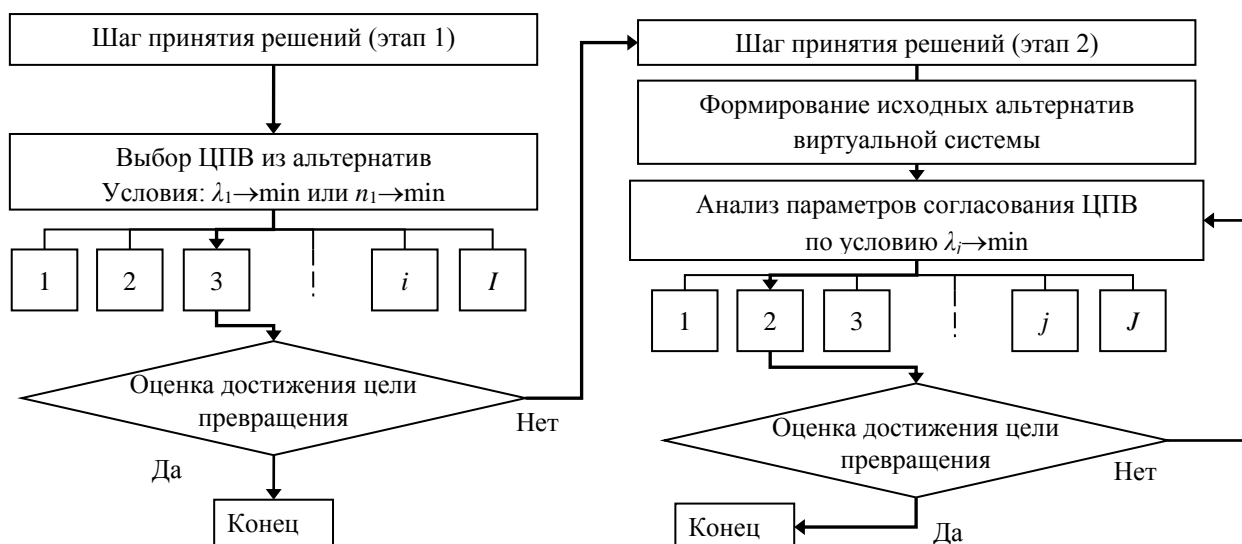 Шаг принятия решений (этап 1)
Выбор ЦПВ из альтернатив
Условия: λ₁→min или n₁→min
1
2
3
i
I
Оценка достижения цели
превращения
Нет
Да
Конец
Шаг принятия решений (этап 2)
Формирование исходных альтернатив
виртуальной системы
Анализ параметров согласования ЦПВ
по условию λᵢ→min
1
2
3
j
J
Оценка достижения цели
превращения
Нет
Да
Конец